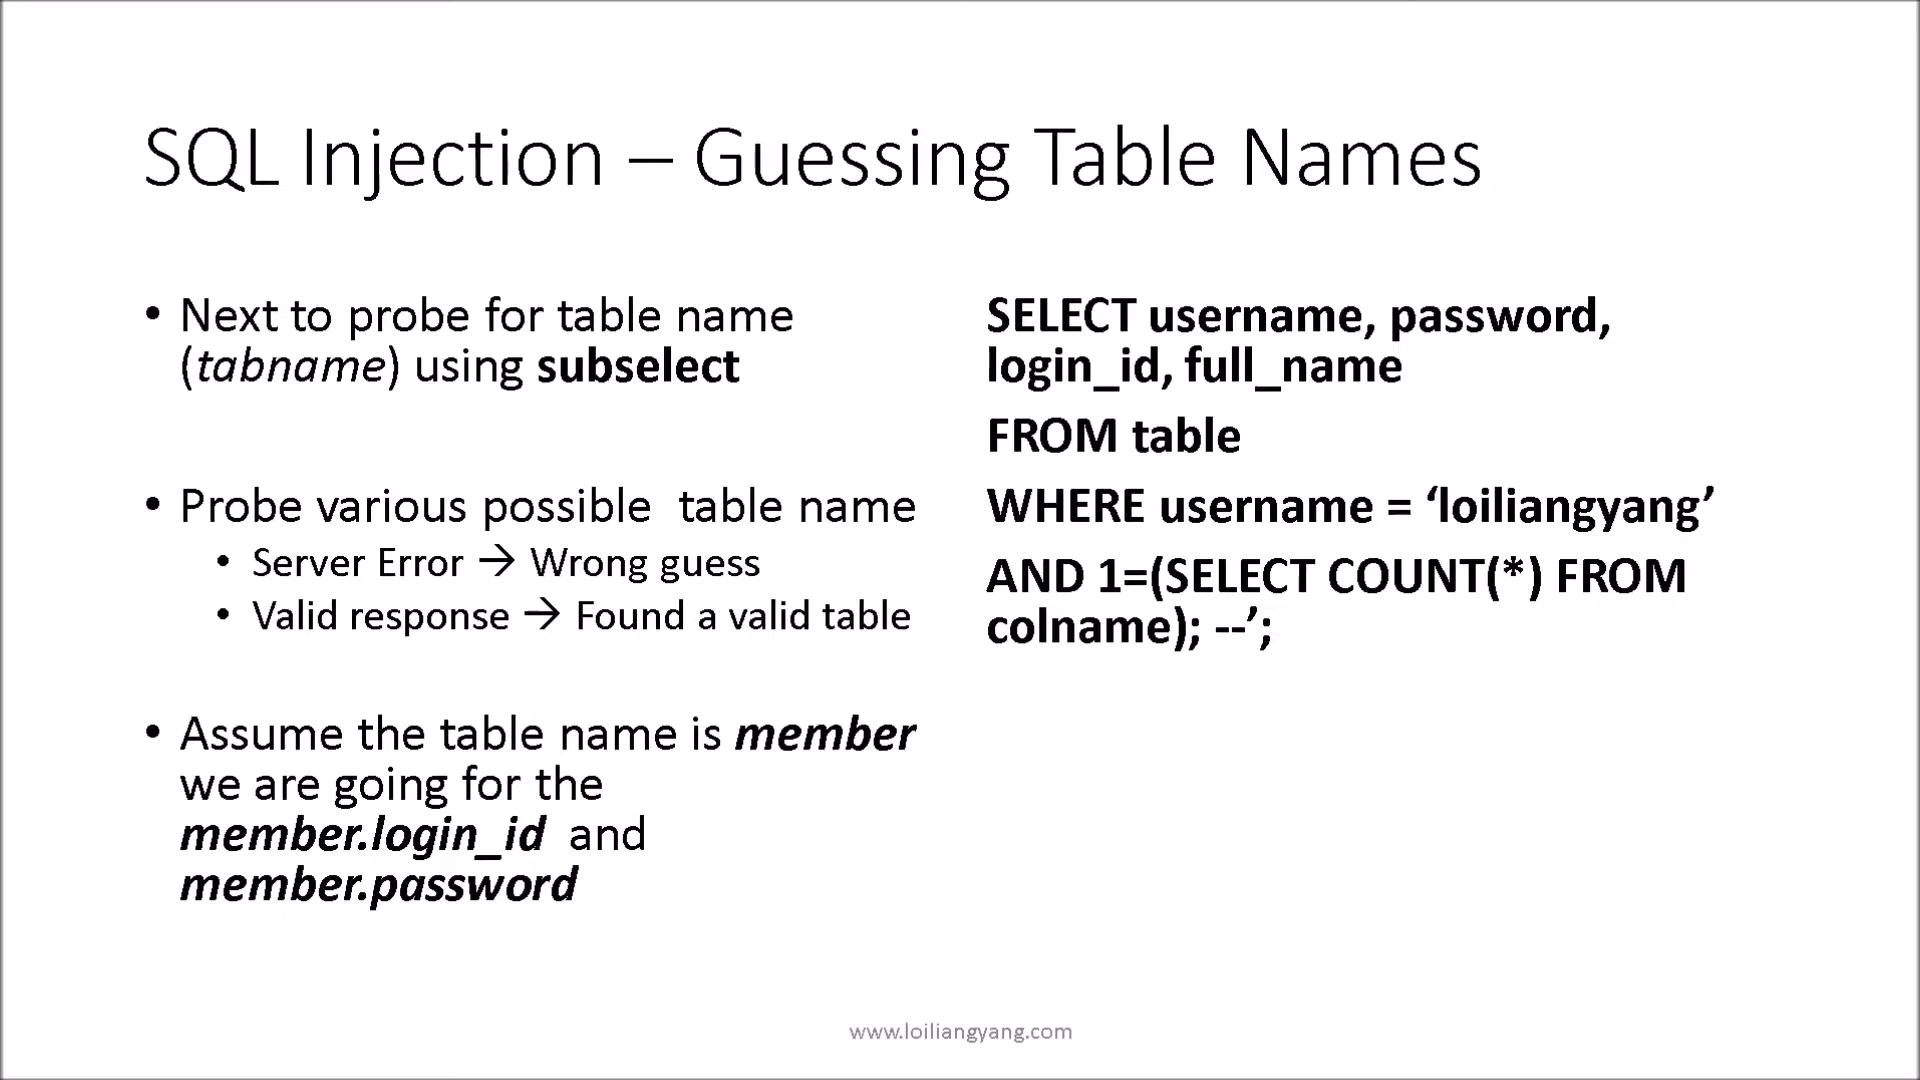 SQL Injection – Guessing Table Names
• Next to probe for table name
(tabname) using subselect
• Probe various possible  table name
• Server Error → Wrong guess
• Valid response → Found a valid table
• Assume the table name is member
we are going for the
member.login_id  and
member.password
SELECT username, password,
login_id, full_name
FROM table
WHERE username = ‘loiliangyang’
AND 1=(SELECT COUNT(*) FROM
colname); --’;
www.loiliangyang.com